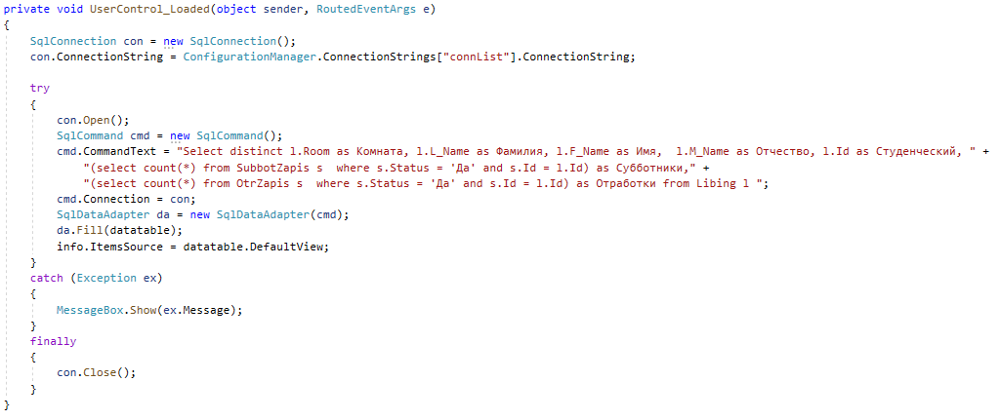 private void UserControl_Loaded(object sender, RoutedEventArgs e)
{
    SqlConnection con = new SqlConnection();
    con.ConnectionString = ConfigurationManager.ConnectionStrings["connList"].ConnectionString;

    try
    {
        con.Open();
        SqlCommand cmd = new SqlCommand();
        cmd.CommandText = "Select distinct l.Room as Комната, l.L_Name as Фамилия, l.F_Name as Имя,  l.M_Name as Отчество, l.Id as Студенческий, " +
            "(select count(*) from SubbotZapis s  where s.Status = 'Да' and s.Id = l.Id) as Субботники," +
            "(select count(*) from OtrZapis s  where s.Status = 'Да' and s.Id = l.Id) as Отработки from Libing l ";
        cmd.Connection = con;
        SqlDataAdapter da = new SqlDataAdapter(cmd);
        da.Fill(datatable);
        info.ItemsSource = datatable.DefaultView;
    }
    catch (Exception ex)
    {
        MessageBox.Show(ex.Message);
    }
    finally
    {
        con.Close();
    }
}